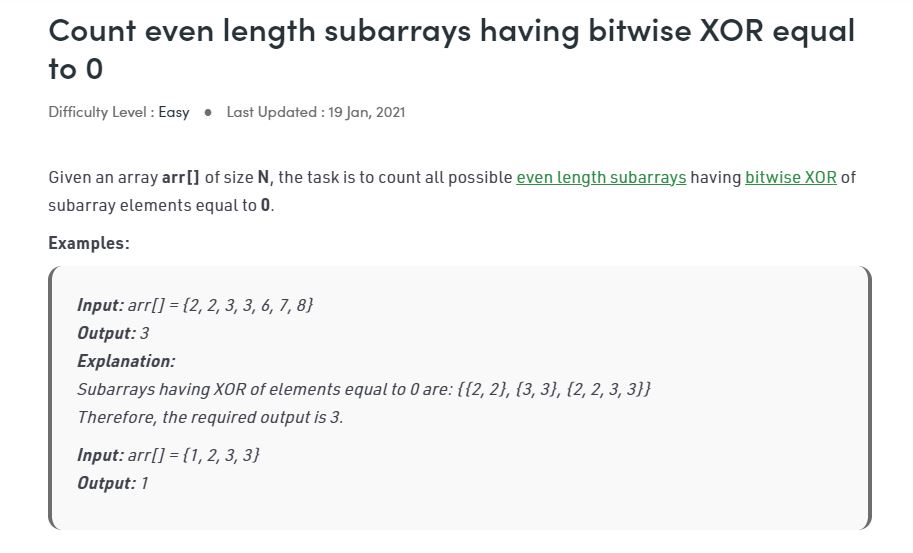 Count even length subarrays having bitwise XOR equal
to 0
Difficulty Level : Easy ● Last Updated : 19 Jan, 2021
Given an array arr[] of size N, the task is to count all possible even length subarrays having bitwise XOR of
subarray elements equal to 0.
Examples:
Input: arr[] = {2, 2, 3, 3, 6, 7, 8}
Output: 3
Explanation:
Subarrays having XOR of elements equal to 0 are: {{2, 2}, {3, 3}, {2, 2, 3, 3}}
Therefore, the required output is 3.
Input: arr[] = {1, 2, 3, 3}
Output: 1